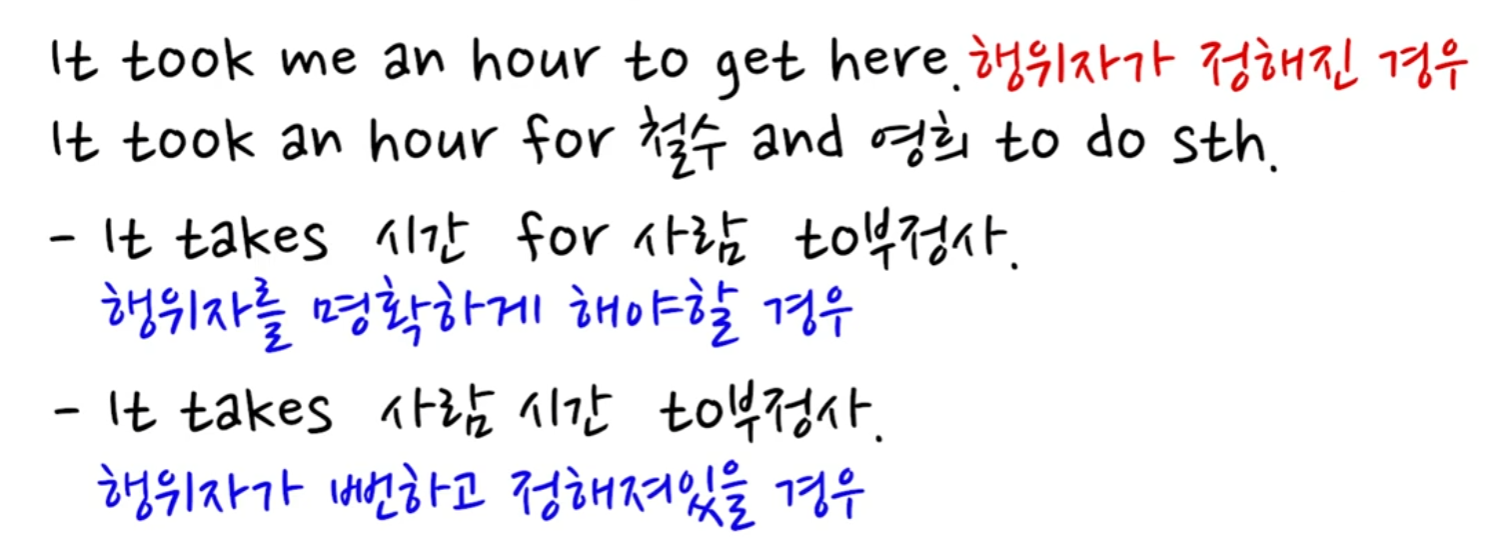 It took me an hour to get here. 행위자가 정해진 경우
It took an hour for 철수 and 영희 to do sth.
- It takes 시간 for 사람 to부정사.
행위자를 명확하게 해야할 경우
- It takes 사람 시간 to부정사.
행위자가 뻔하고 정해져있을 경우